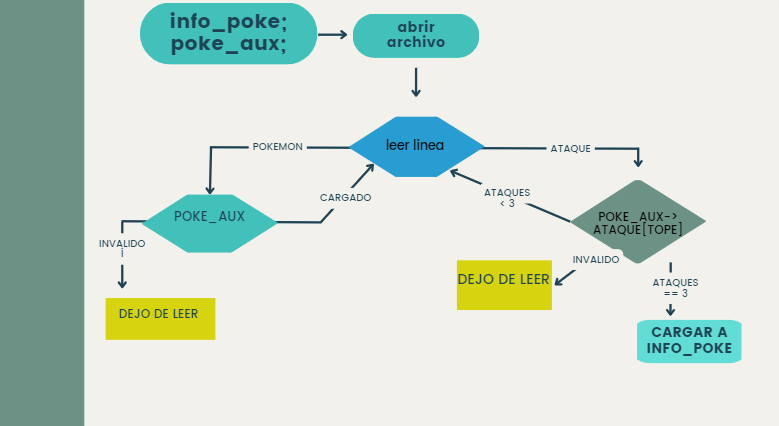 info_poke;
poke_aux;
abrir
archivo
leer linea
POKEMON
ATAQUE
CARGADO
ATAQUES
< 3
POKE_AUX
POKE_AUX->
ATAQUE[TOPE]
INVALIDO
INVALIDO
DEJO DE LEER
ATAQUES
== 3
DEJO DE LEER
CARGAR A
INFO_POKE